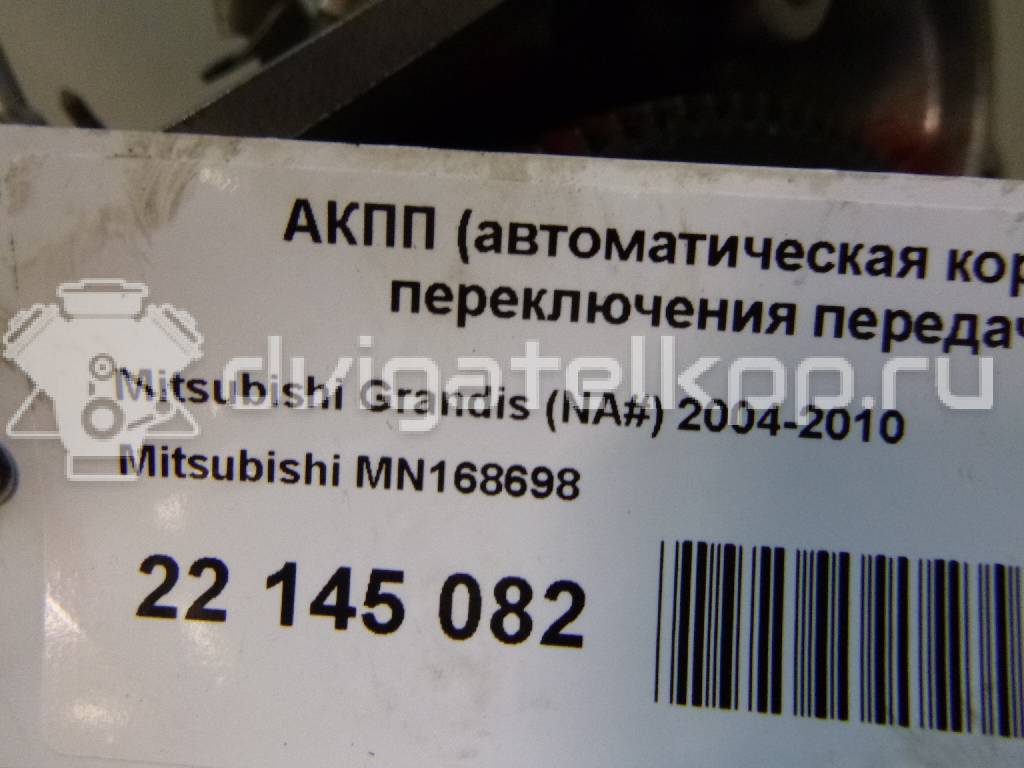 АКПП (автоматическая кор
переключения передач
dvigatelkop.ru
Mitsubishi Grandis (NA#) 2004-2010
Mitsubishi MN168698
22 145 082